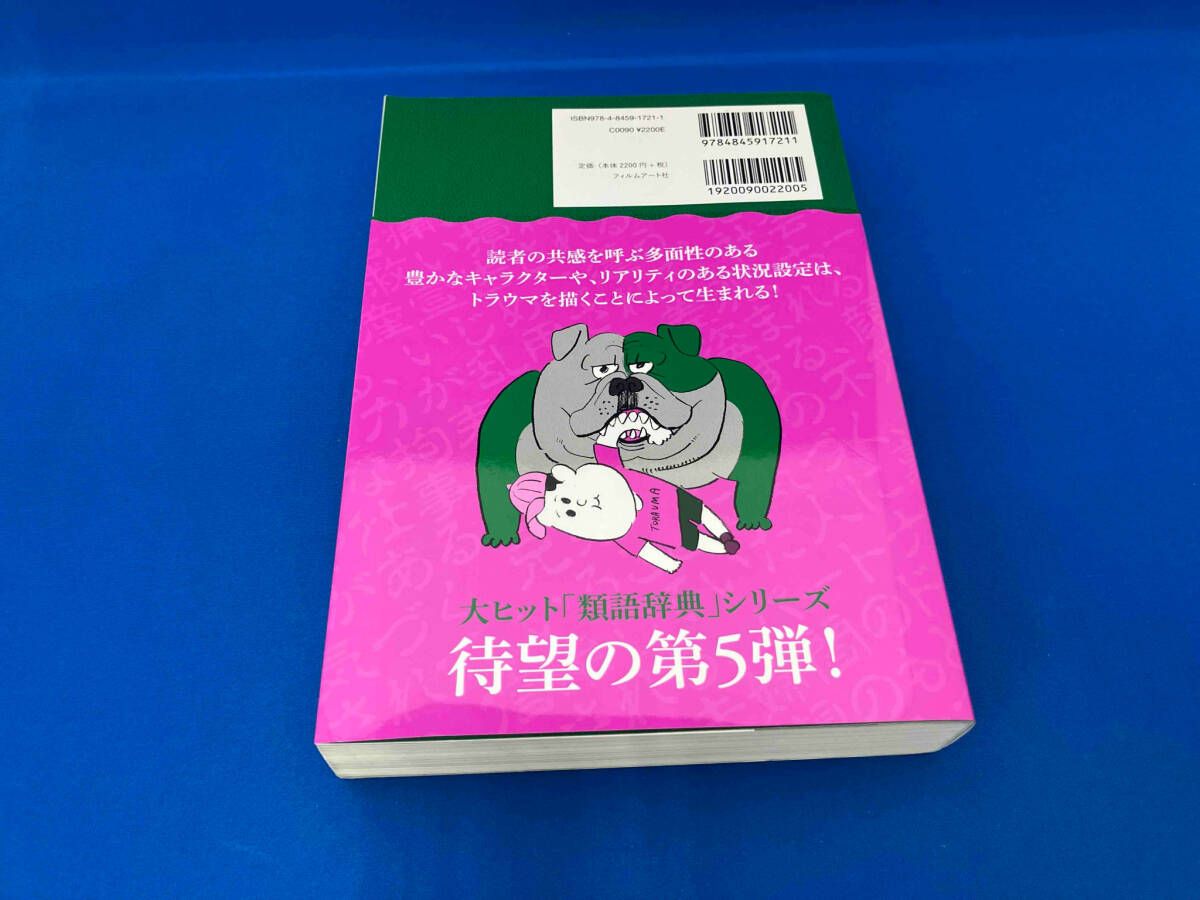 ISBN978-4-8459-1721-1
C0090 ¥2200E
定価（本体2200円+税）
フィルムアート社
9784845917211
1920090022005
読者の共感を呼ぶ多面性のある
豊かなキャラクターや、リアリティのある状況設定は、
トラウマを描くことによって生まれる！
TORAUMA
大ヒット「類語辞典」シリーズ
待望の第5弾！